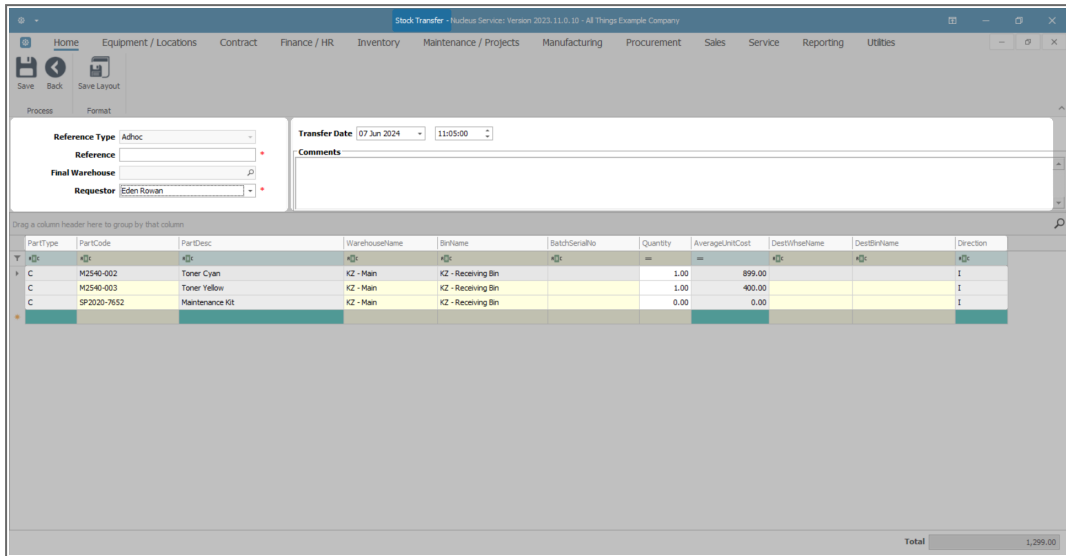 Stock Transfer - Nucleus Service: Version 2023.11.0.10 - All Things Example Company
Home Equipment / Locations Contract Finance / HR Inventory Maintenance / Projects Manufacturing Procurement Sales Service Reporting Utilities
Save Back Save Layout
Process Format
Reference Type Adhoc
Transfer Date 07 Jun 2024 11:05:00
Reference *
Comments
Final Warehouse
Requestor Eden Rowan *
Drag a column header here to group by that column
PartType PartCode PartDesc WarehouseName BinName BatchSerialNo Quantity AverageUnitCost DestWhseName DestBinName Direction
= =
C M2540-002 Toner Cyan KZ - Main KZ - Receiving Bin 1.00 899.00 I
C M2540-003 Toner Yellow KZ - Main KZ - Receiving Bin 1.00 400.00 I
C SP2020-7652 Maintenance Kit KZ - Main KZ - Receiving Bin 0.00 0.00 I
Total 1,299.00